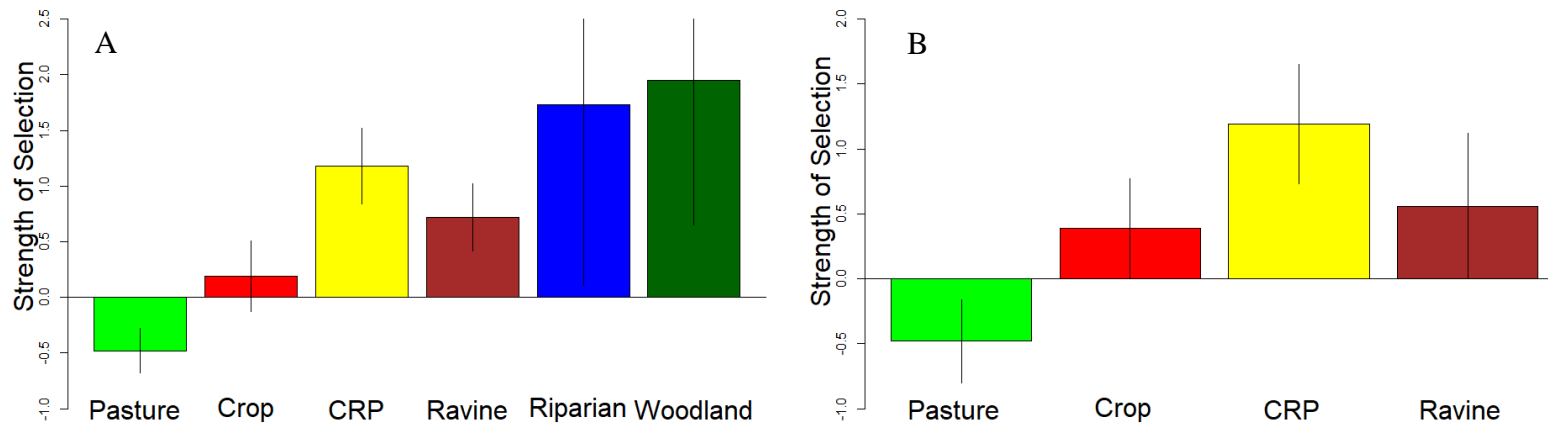 A
Strength of Selection
2.5
2.0
1.5
1.0
0.5
0.0
-0.5
-1.0
Pasture Crop CRP Ravine Riparian Woodland
B
Strength of Selection
2.0
1.5
1.0
0.5
0.0
-0.5
-1.0
Pasture Crop CRP Ravine